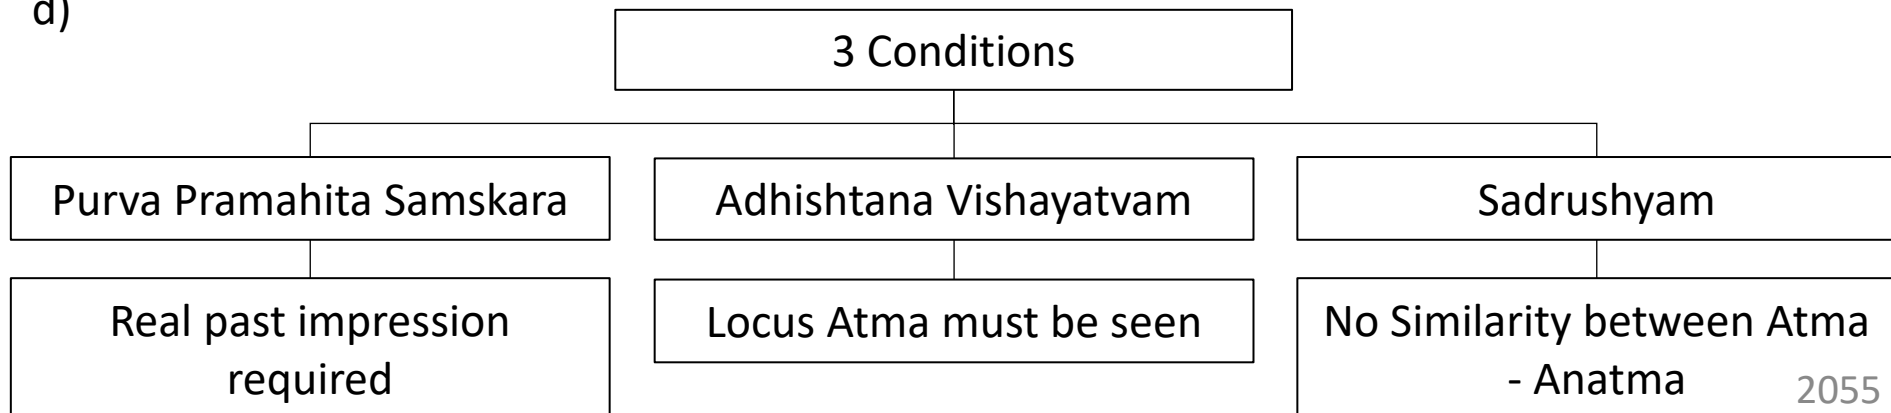 d)
3 Conditions
Purva Pramahita Samskara
Adhishtana Vishayatvam
Sadrushyam
Real past impression
required
Locus Atma must be seen
No Similarity between Atma
- Anatma
2055